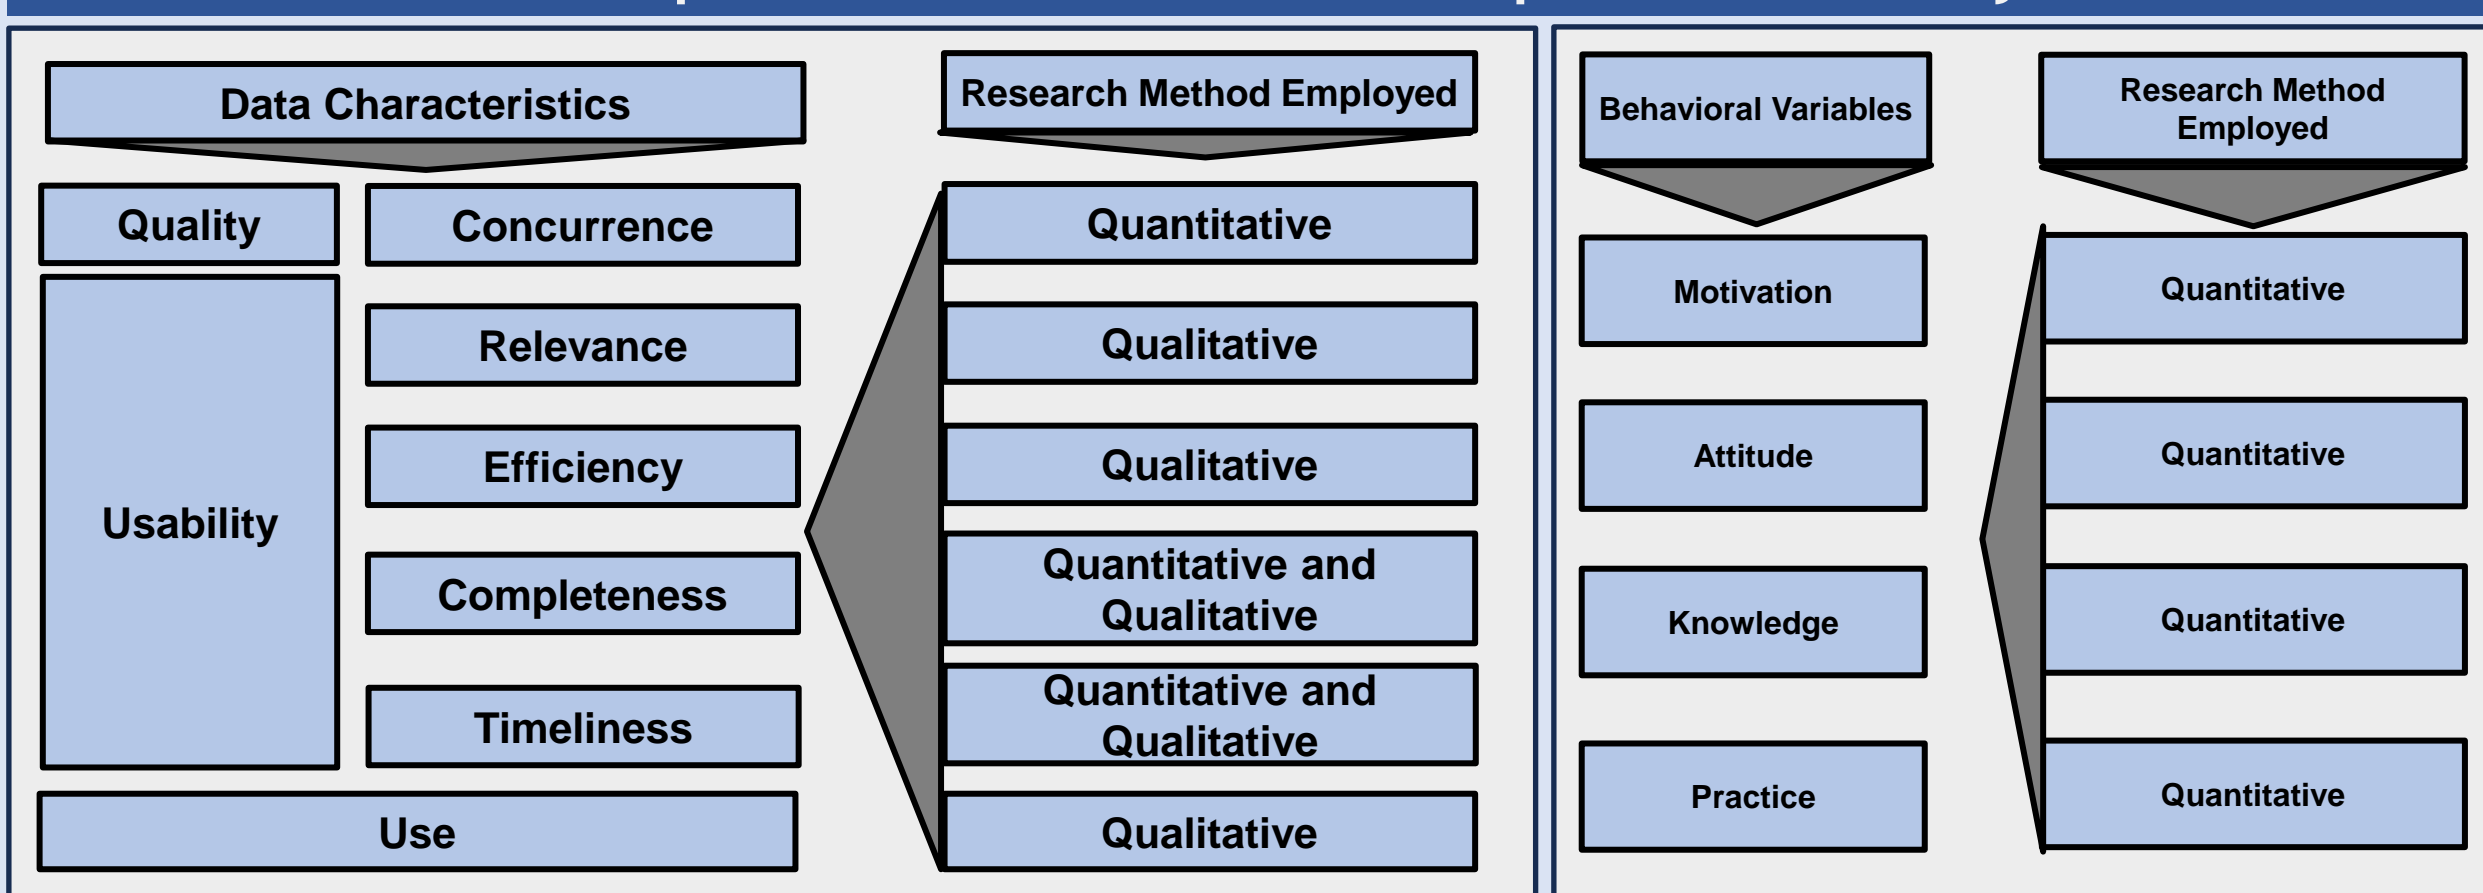 Data Characteristics
Research Method Employed
Quality
Concurrence
Quantitative
Relevance
Qualitative
Usability
Efficiency
Qualitative
Completeness
Quantitative and
Qualitative
Timeliness
Quantitative and
Qualitative
Use
Qualitative
Behavioral Variables
Research Method
Employed
Motivation
Quantitative
Attitude
Quantitative
Knowledge
Quantitative
Practice
Quantitative